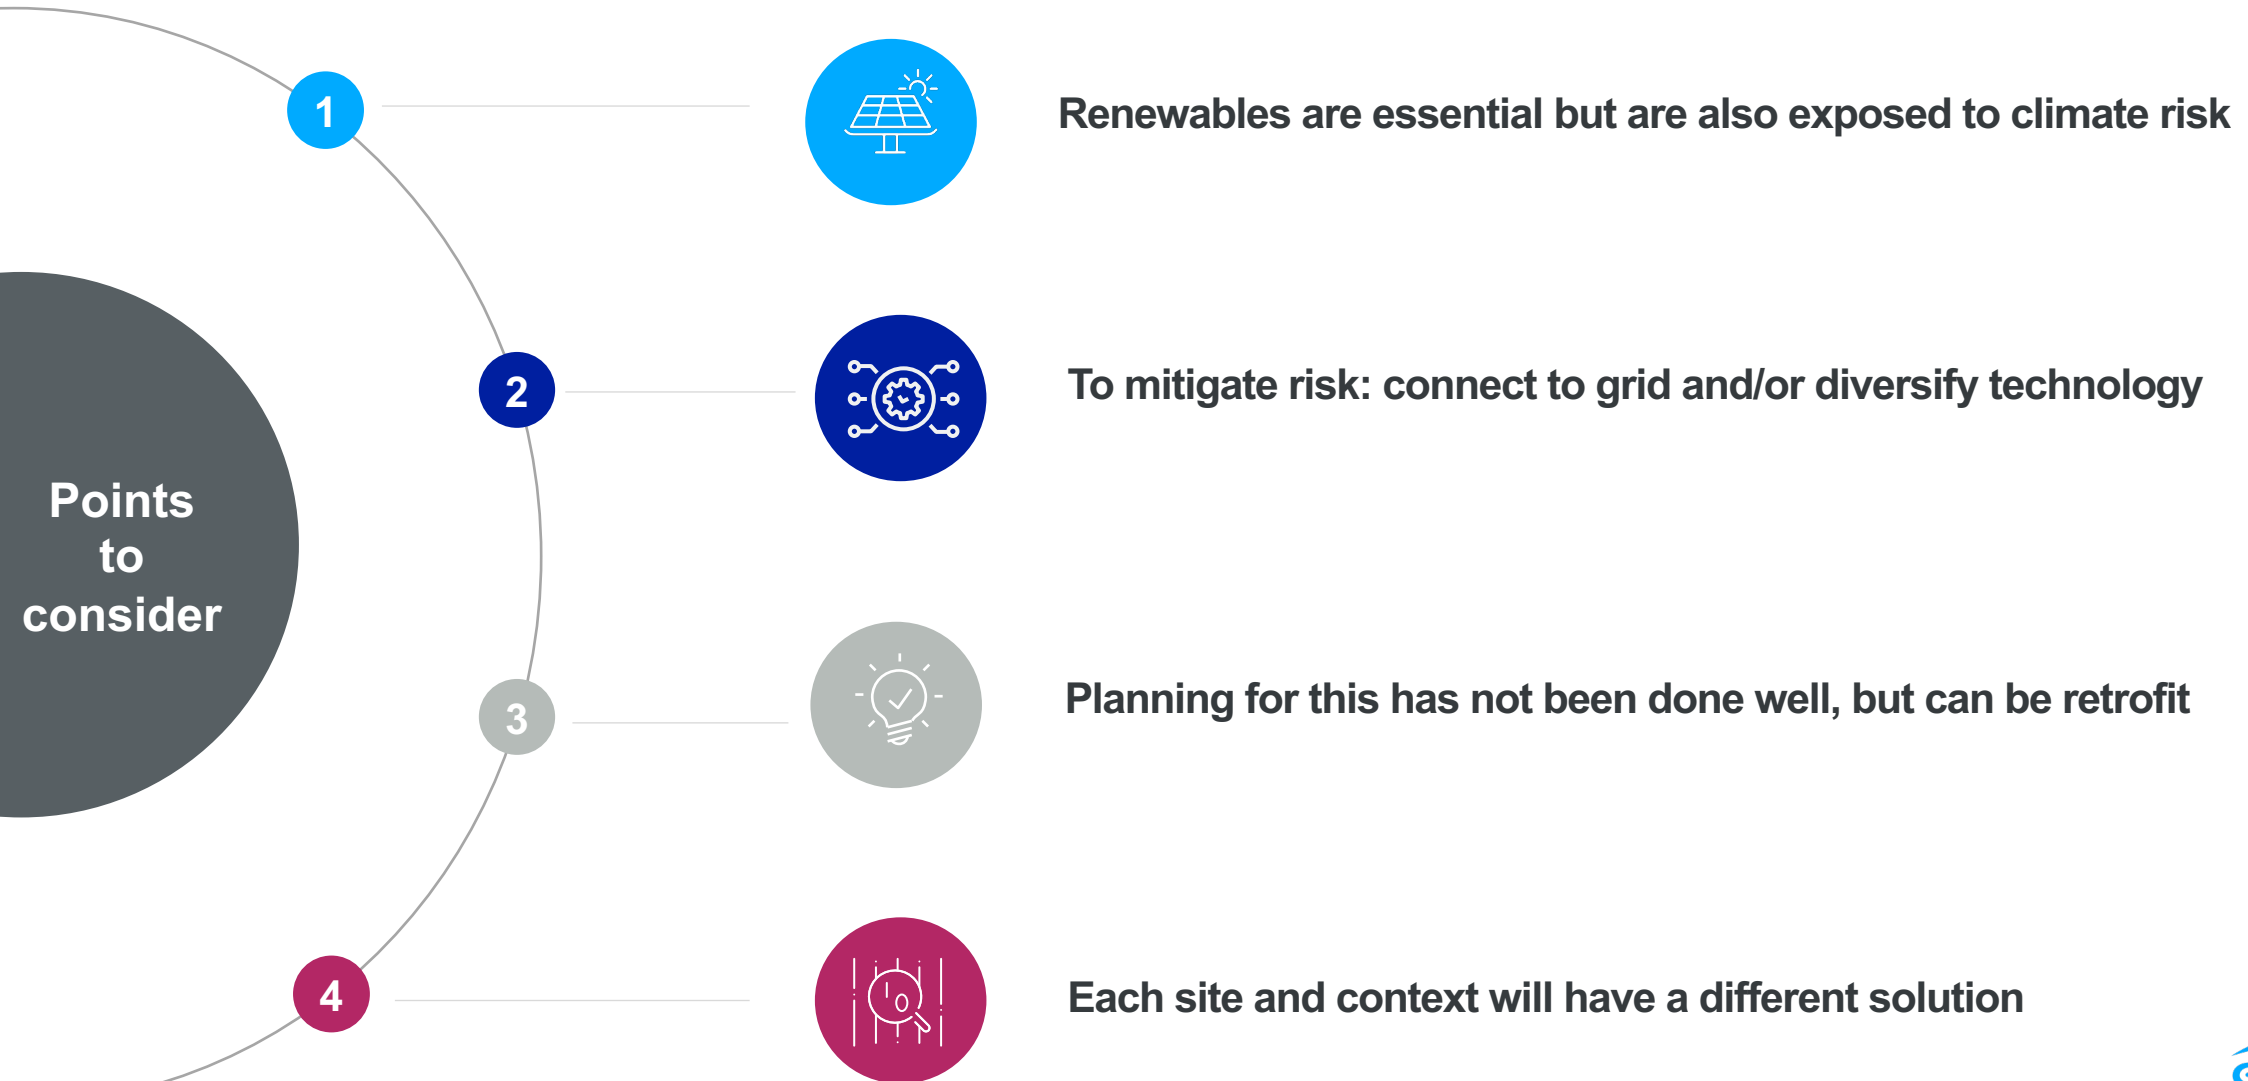 1
Renewables are essential but are also exposed to climate risk
2
To mitigate risk: connect to grid and/or diversify technology
Points
to
consider
3
Planning for this has not been done well, but can be retrofit
4
Each site and context will have a different solution